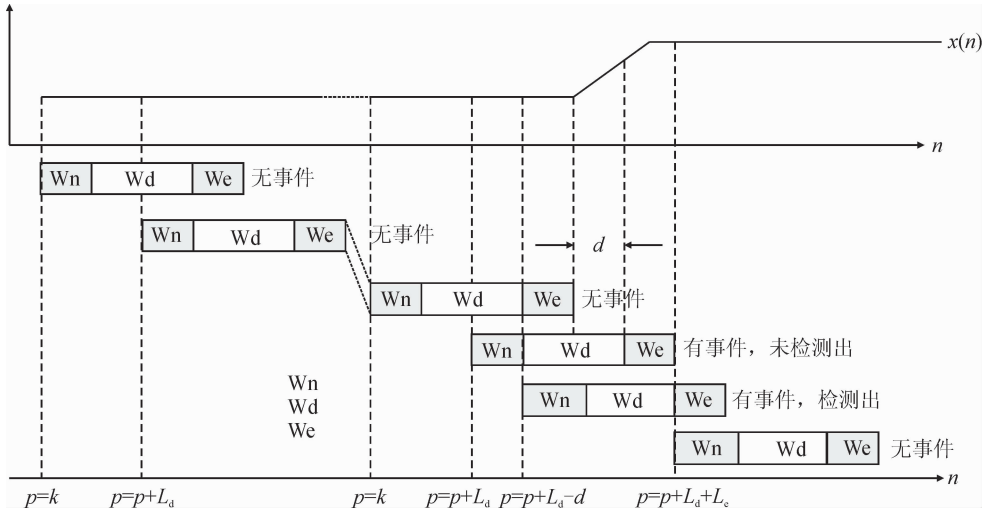 x(n)
n
Wn Wd We 无事件
Wn Wd We 无事件
d
Wn Wd We 无事件
Wn Wd We 有事件，未检测出
Wn Wd We 有事件，检测出
Wn
Wd
We
Wn Wd We 无事件
n
p=k p=p+Ld p=k p=p+Ld p=p+Ld-d p=p+Ld+Le